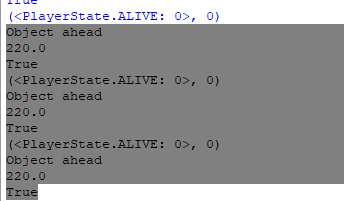 True
(<PlayerState.ALIVE: 0>, 0)
Object ahead
220.0
True
(<PlayerState.ALIVE: 0>, 0)
Object ahead
220.0
True
(<PlayerState.ALIVE: 0>, 0)
Object ahead
220.0
True